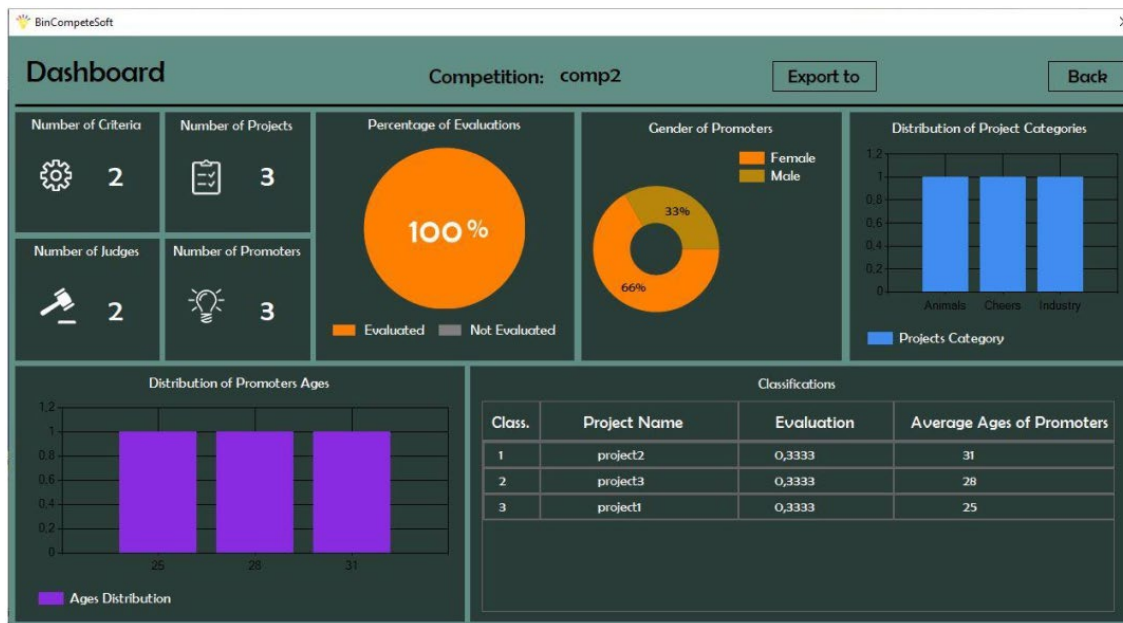 BinCompeteSoft
Dashboard
Competition: comp2
Export to
Back
Number of Criteria
2
Number of Projects
3
Number of Judges
2
Number of Promoters
3
Percentage of Evaluations
100%
Evaluated
Not Evaluated
Gender of Promoters
Female
Male
33%
66%
Distribution of Project Categories
1,2
1
0,8
0,6
0,4
0,2
0
Animals Cheers Industry
Projects Category
Distribution of Promoters Ages
1,2
1
0,8
0,6
0,4
0,2
0
25 28 31
Ages Distribution
Classifications
Class. Project Name Evaluation Average Ages of Promoters
1 project2 0,3333 31
2 project3 0,3333 28
3 project1 0,3333 25